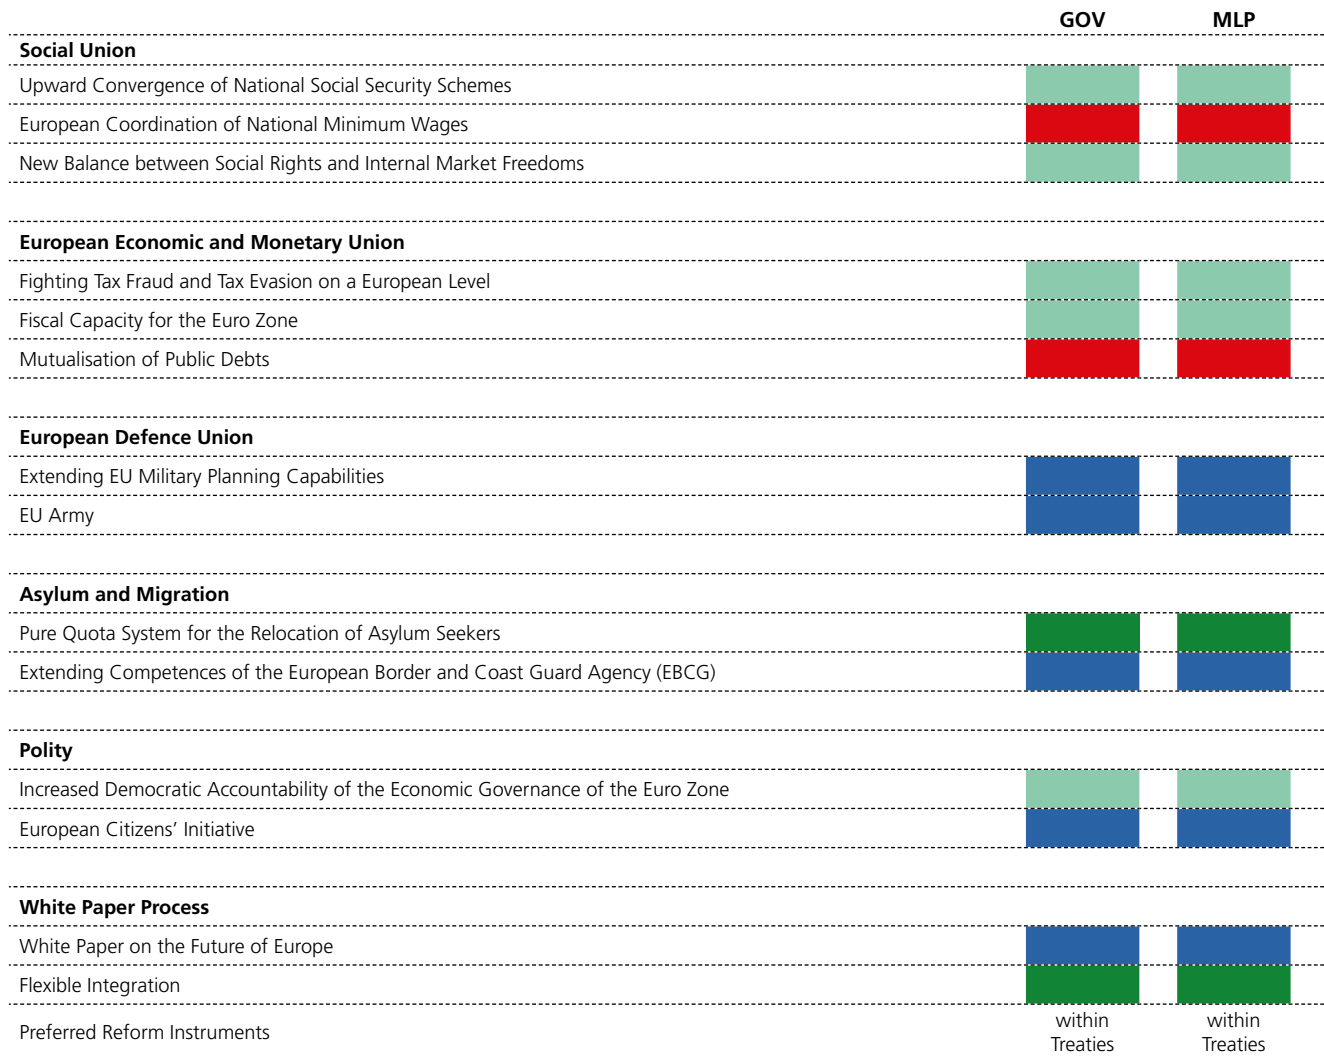 GOV MLP
Social Union
Upward Convergence of National Social Security Schemes
European Coordination of National Minimum Wages
New Balance between Social Rights and Internal Market Freedoms
European Economic and Monetary Union
Fighting Tax Fraud and Tax Evasion on a European Level
Fiscal Capacity for the Euro Zone
Mutualisation of Public Debts
European Defence Union
Extending EU Military Planning Capabilities
EU Army
Asylum and Migration
Pure Quota System for the Relocation of Asylum Seekers
Extending Competences of the European Border and Coast Guard Agency (EBCG)
Polity
Increased Democratic Accountability of the Economic Governance of the Euro Zone
European Citizens’ Initiative
White Paper Process
White Paper on the Future of Europe
Flexible Integration
Preferred Reform Instruments
within Treaties
within Treaties